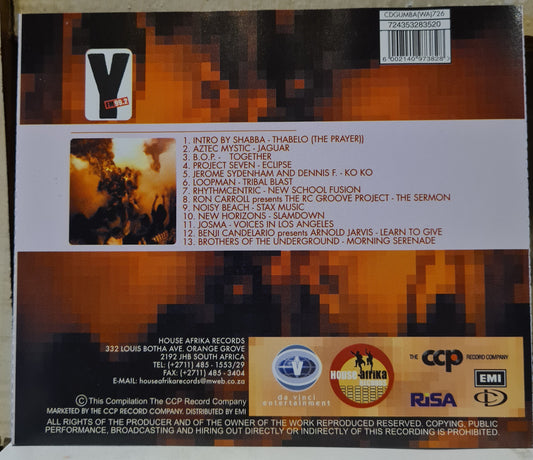 CDGUMBA(WA)726
724353283520
6 002140 973828
Y
FM 99.2
1. INTRO BY SHABBA - THABELO (THE PRAYER))
2. AZTEC MYSTIC - JAGUAR
3. B.O.P. - TOGETHER
4. PROJECT SEVEN - ECLIPSE
5. JEROME SYDENHAM AND DENNIS F. - KO KO
6. LOOPMAN - TRIBAL BLAST
7. RHYTHMCENTRIC - NEW SCHOOL FUSION
8. RON CARROLL presents THE RC GROOVE PROJECT - THE SERMON
9. NOISY BEACH - STAX MUSIC
10. NEW HORIZONS - SLAMDOWN
11. JOSMA - VOICES IN LOS ANGELES
12. BENJI CANDELARIO presents ARNOLD JARVIS - LEARN TO GIVE
13. BROTHERS OF THE UNDERGROUND - MORNING SERENADE
HOUSE AFRIKA RECORDS
332 LOUIS BOTHA AVE. ORANGE GROVE
2192 JHB SOUTH AFRICA
TEL: (+2711) 485 - 1553/29
FAX: (+2711) 485 - 3404
E-MAIL: houseafrikarecords@mweb.co.za
da vinci
entertainment
House-afrika
records
THE ccp RECORD COMPANY
RiSA
EMI
©This Compilation The CCP Record Company
MARKETED BY THE CCP RECORD COMPANY. DISTRIBUTED BY EMI
ALL RIGHTS OF THE PRODUCER AND OF THE OWNER OF THE WORK REPRODUCED RESERVED. COPYING, PUBLIC
PERFORMANCE, BROADCASTING AND HIRING OUT DIRECTLY OR INDIRECTLY OF THIS RECORDING IS PROHIBITED.